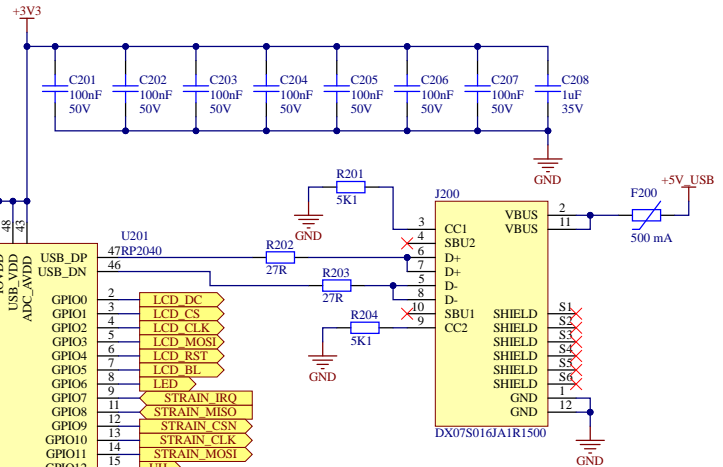 +3V3
C201
100nF
50V
C202
100nF
50V
C203
100nF
50V
C204
100nF
50V
C205
100nF
50V
C206
100nF
50V
C207
100nF
50V
C208
1uF
35V
GND
R201
5K1
GND
J200
+5V_USB
F200
500 mA
VBUS 2
VBUS 11
3 CC1
4 SBU2
6 D+
7 D+
5 D-
8 D-
10 SBU1
9 CC2
SHIELD S1
SHIELD S2
SHIELD S3
SHIELD S4
SHIELD S5
SHIELD S6
GND 1
GND 12
DX07S016JA1R1500
GND
R202
27R
R203
27R
R204
5K1
GND
48
43
USB_VDD
ADC_AVDD
U201
RP2040
USB_DP 47
USB_DN 46
GPIO0 2 LCD_DC
GPIO1 3 LCD_CS
GPIO2 4 LCD_CLK
GPIO3 5 LCD_MOSI
GPIO4 6 LCD_RST
GPIO5 7 LCD_BL
GPIO6 8 LED
GPIO7 9 STRAIN_IRQ
GPIO8 11 STRAIN_MISO
GPIO9 12 STRAIN_CSN
GPIO10 13 STRAIN_CLK
GPIO11 14 STRAIN_MOSI
GPIO12 15